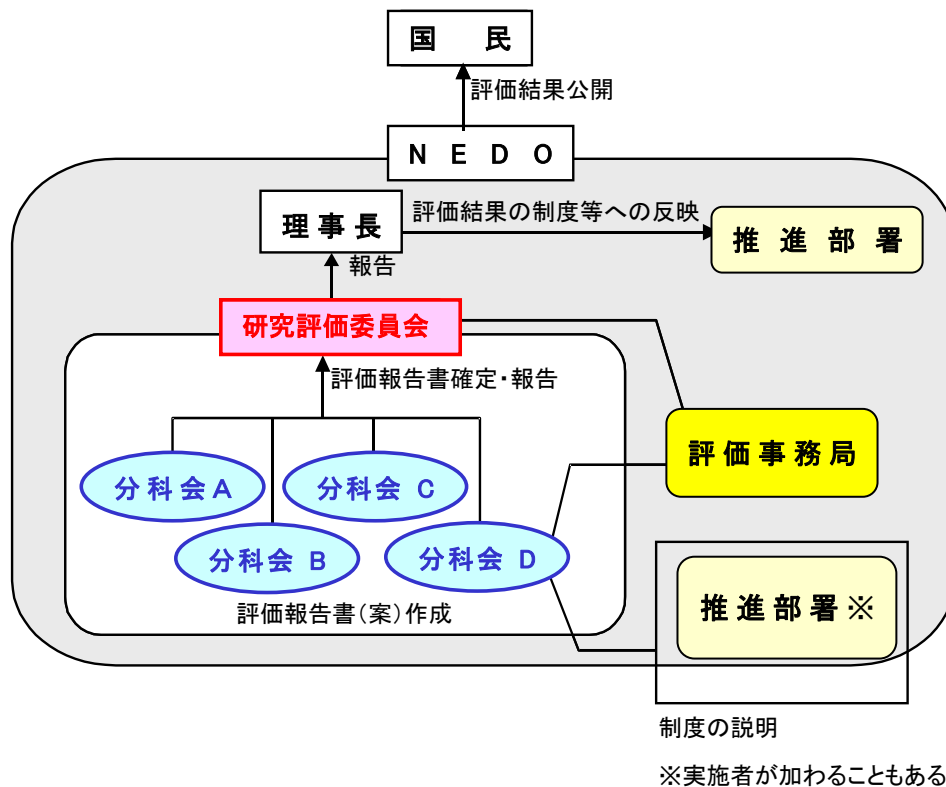 国 民
評価結果公開
N E D O
理事長
評価結果の制度等への反映
推進部署
報告
研究評価委員会
評価報告書確定・報告
評価事務局
分科会A
分科会 C
分科会 B
分科会 D
評価報告書(案)作成
推進部署※
制度の説明
※実施者が加わることもある